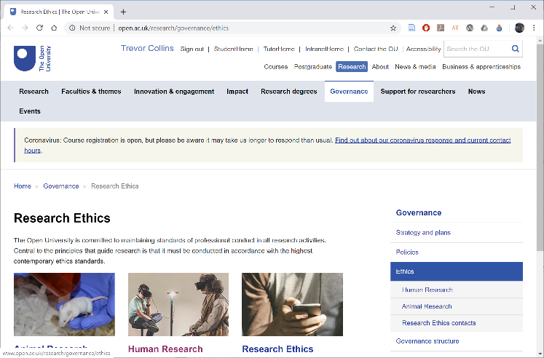 Research Ethics | The Open Univ
Not secure | open.ac.uk/research/governance/ethics
The Open
University
Trevor Collins Sign out | StudentHome | TutorHome | IntranetHome | Contact the OU | Accessibility Search the OU
Courses Postgraduate Research About News & media Business & apprenticeships
Research Faculties & themes Innovation & engagement Impact Research degrees Governance Support for researchers News
Events
Coronavirus: Course registration is open, but please be aware it may take us longer to respond than usual. Find out about our coronavirus response and current contact
hours.
Home Governance Research Ethics
Research Ethics
The Open University is committed to maintaining standards of professional conduct in all research activities.
Central to the principles that guide research is that it must be conducted in accordance with the highest
contemporary ethics standards.
Animal Research Human Research Research Ethics
Governance
Strategy and plans
Policies
Ethics
Human Research
Animal Research
Research Ethics contacts
Governance structure
www.open.ac.uk/research/governance/ethics